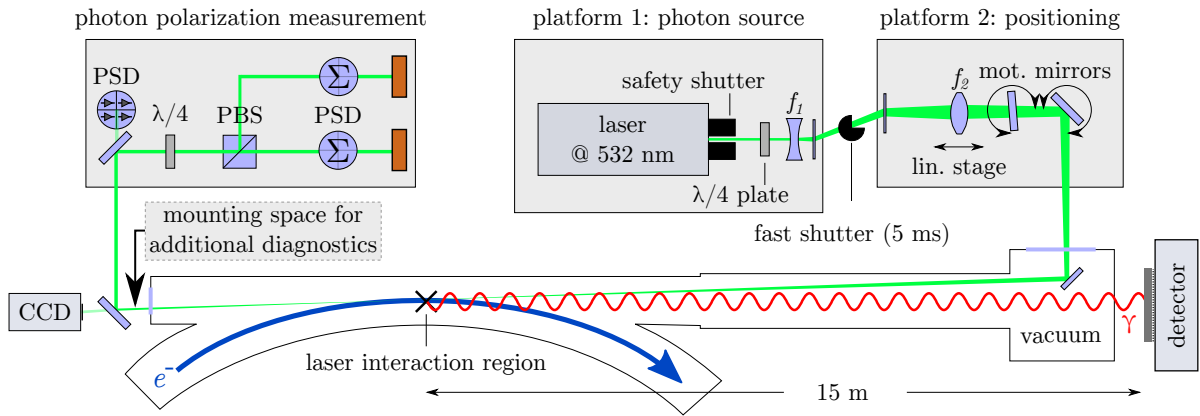 photon polarization measurement
platform 1: photon source
platform 2: positioning
PSD
λ/4
PBS
Σ
PSD
Σ
safety shutter
f₁
laser
@ 532 nm
λ/4 plate
f₂
mot. mirrors
lin. stage
fast shutter (5 ms)
mounting space for
additional diagnostics
CCD
e⁻
laser interaction region
vacuum
γ
detector
15 m